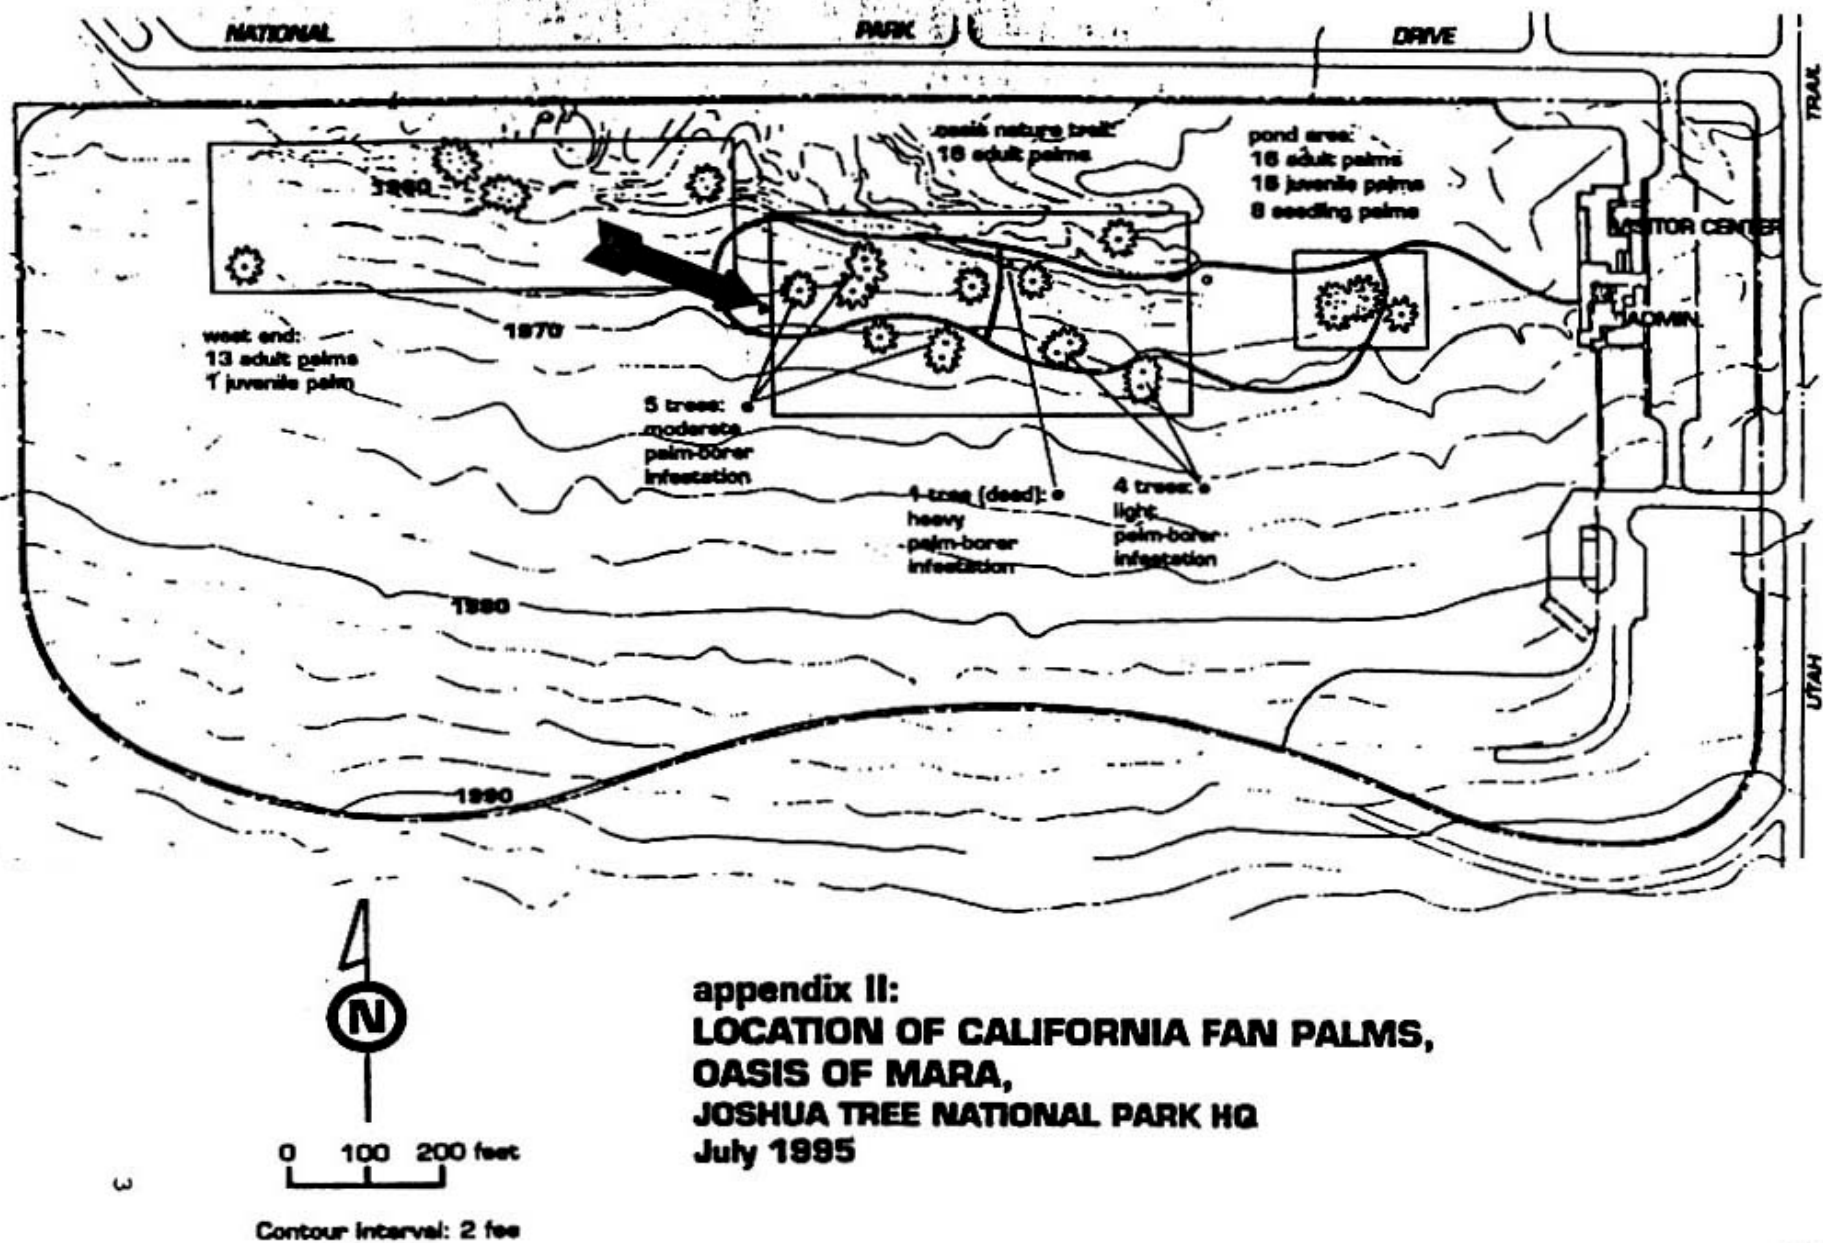 NATIONAL PARK DRIVE
TRAIL
oasis nature trail:
16 adult palms
pond area:
16 adult palms
16 juvenile palms
8 seedling palms
1960
VISITOR CENTER
ADMIN.
1970
west end:
13 adult palms
1 juvenile palm
5 trees:
moderate
palm-borer
infestation
1 tree (dead):
heavy
palm-borer
infestation
4 trees:
light
palm-borer
infestation
1980
UTAH
1990
N
appendix II:
LOCATION OF CALIFORNIA FAN PALMS,
OASIS OF MARA,
JOSHUA TREE NATIONAL PARK HQ
July 1995
0 100 200 feet
3
Contour Interval: 2 fee